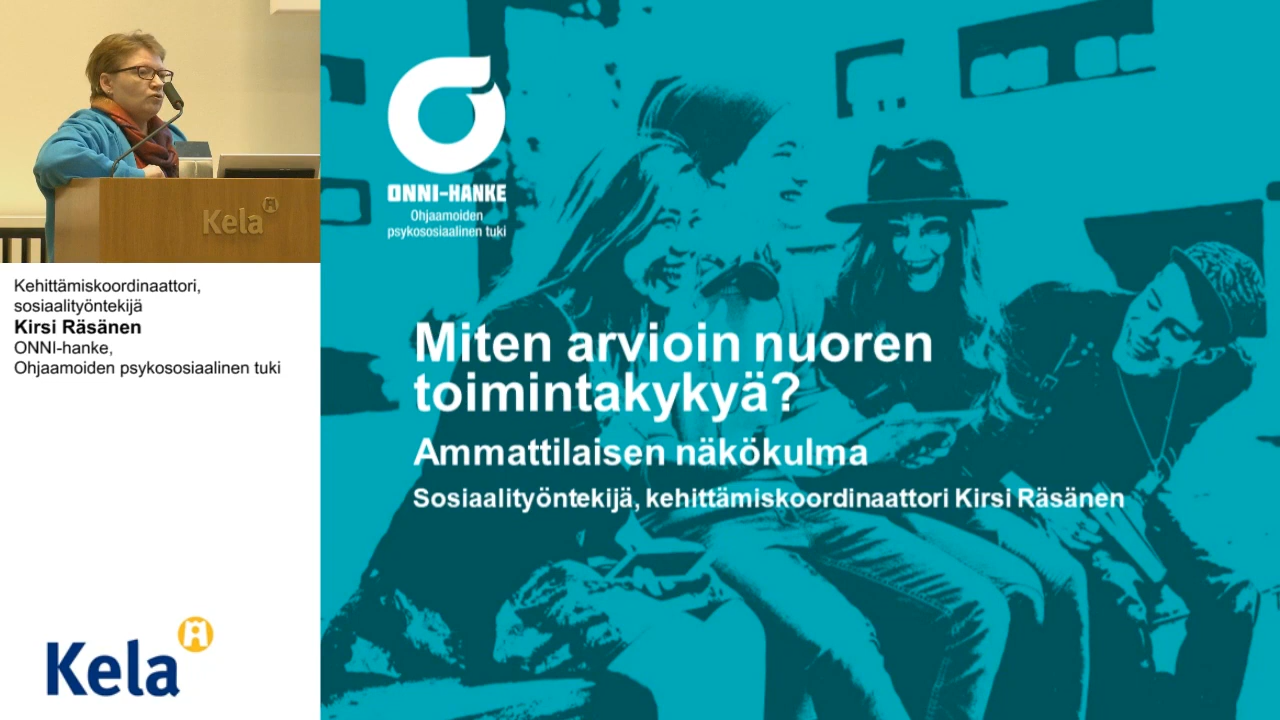 Kela
Kehittämiskoordinaattori,
sosiaalityöntekijä
Kirsi Räsänen
ONNI-hanke,
Ohjaamoiden psykososiaalinen tuki
Kela
ONNI-HANKE
Ohjaamoiden
psykososiaalinen tuki
Miten arvioin nuoren
toimintakykyä?
Ammattilaisen näkökulma
Sosiaalityöntekijä, kehittämiskoordinaattori Kirsi Räsänen